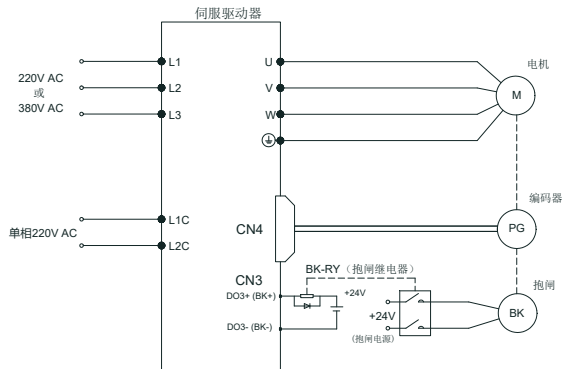 伺服驱动器
L1
U
电机
220V AC
或
380V AC
L2
V
M
L3
W
编码器
单相220V AC
L1C
L2C
CN4
PG
CN3
BK-RY（抱闸继电器）
抱闸
DO3+ (BK+)
+24V
+24V
(抱闸电源)
BK
DO3- (BK-)